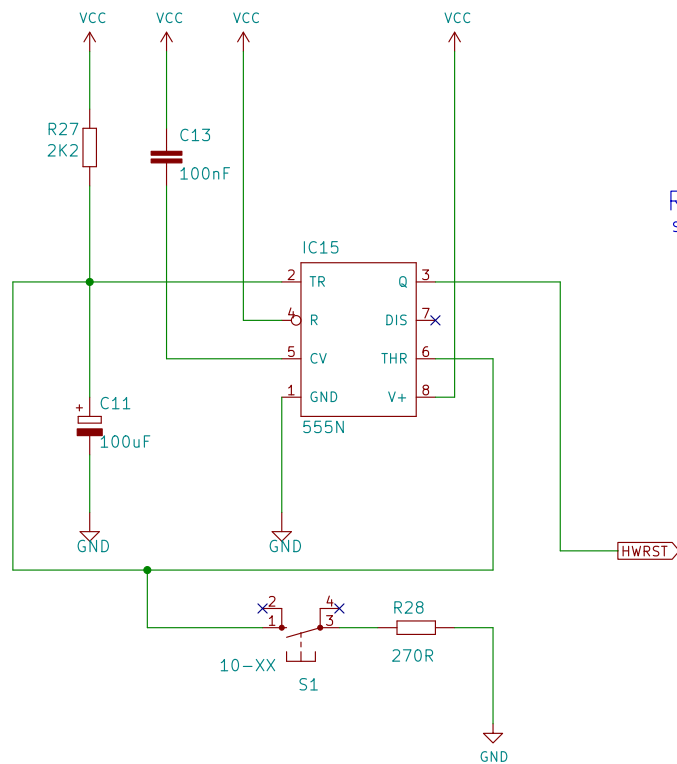 VCC VCC VCC VCC
R27
2K2
C13
100nF
IC15
2 TR Q 3
4 R DIS 7
5 CV THR 6
1 GND V+ 8
555N
+ C11
100uF
GND GND
HWRST
2 4
1 3
R28
10-XX
270R
S1
GND